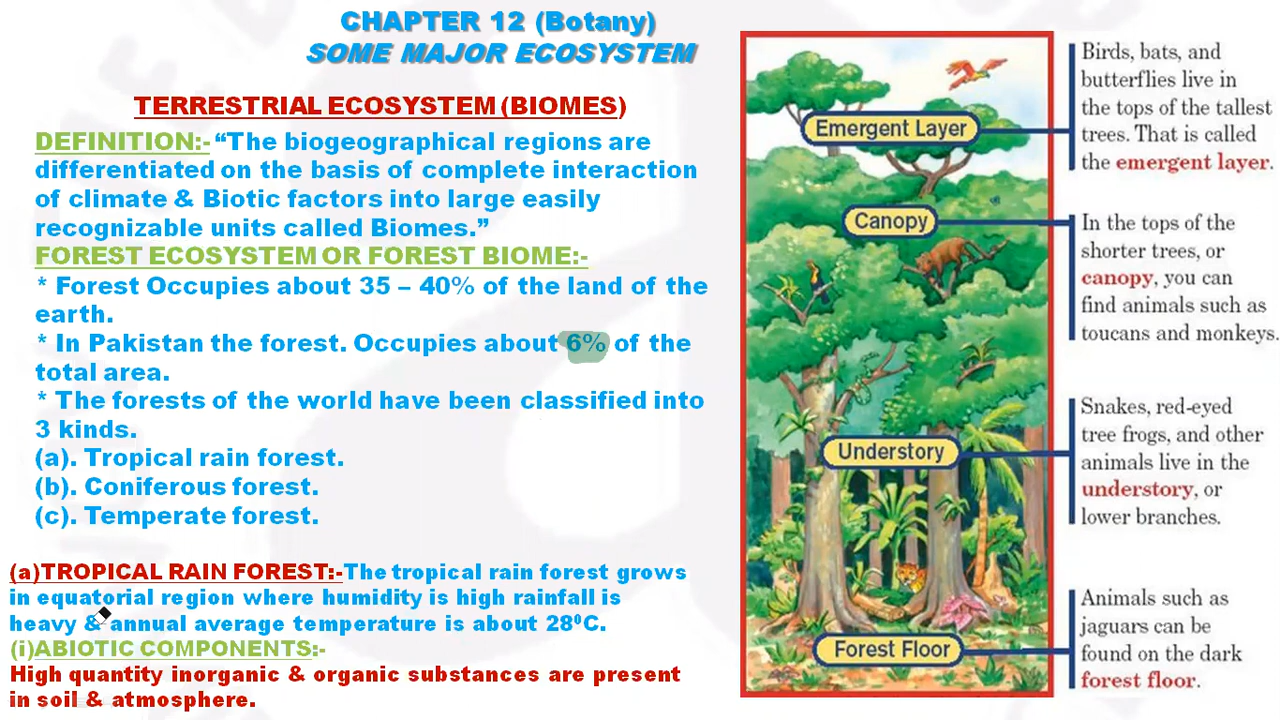 CHAPTER 12 (Botany)
SOME MAJOR ECOSYSTEM
TERRESTRIAL ECOSYSTEM (BIOMES)
DEFINITION:- “The biogeographical regions are
differentiated on the basis of complete interaction
of climate & Biotic factors into large easily
recognizable units called Biomes.”
FOREST ECOSYSTEM OR FOREST BIOME:-
* Forest Occupies about 35 – 40% of the land of the
earth.
* In Pakistan the forest. Occupies about 6% of the
total area.
* The forests of the world have been classified into
3 kinds.
(a). Tropical rain forest.
(b). Coniferous forest.
(c). Temperate forest.
(a)TROPICAL RAIN FOREST:-The tropical rain forest grows
in equatorial region where humidity is high rainfall is
heavy & annual average temperature is about 28⁰C.
(i)ABIOTIC COMPONENTS:-
High quantity inorganic & organic substances are present
in soil & atmosphere.
Emergent Layer
Birds, bats, and
butterflies live in
the tops of the tallest
trees. That is called
the emergent layer.
Canopy
In the tops of the
shorter trees, or
canopy, you can
find animals such as
toucans and monkeys.
Understory
Snakes, red-eyed
tree frogs, and other
animals live in the
understory, or
lower branches.
Forest Floor
Animals such as
jaguars can be
found on the dark
forest floor.